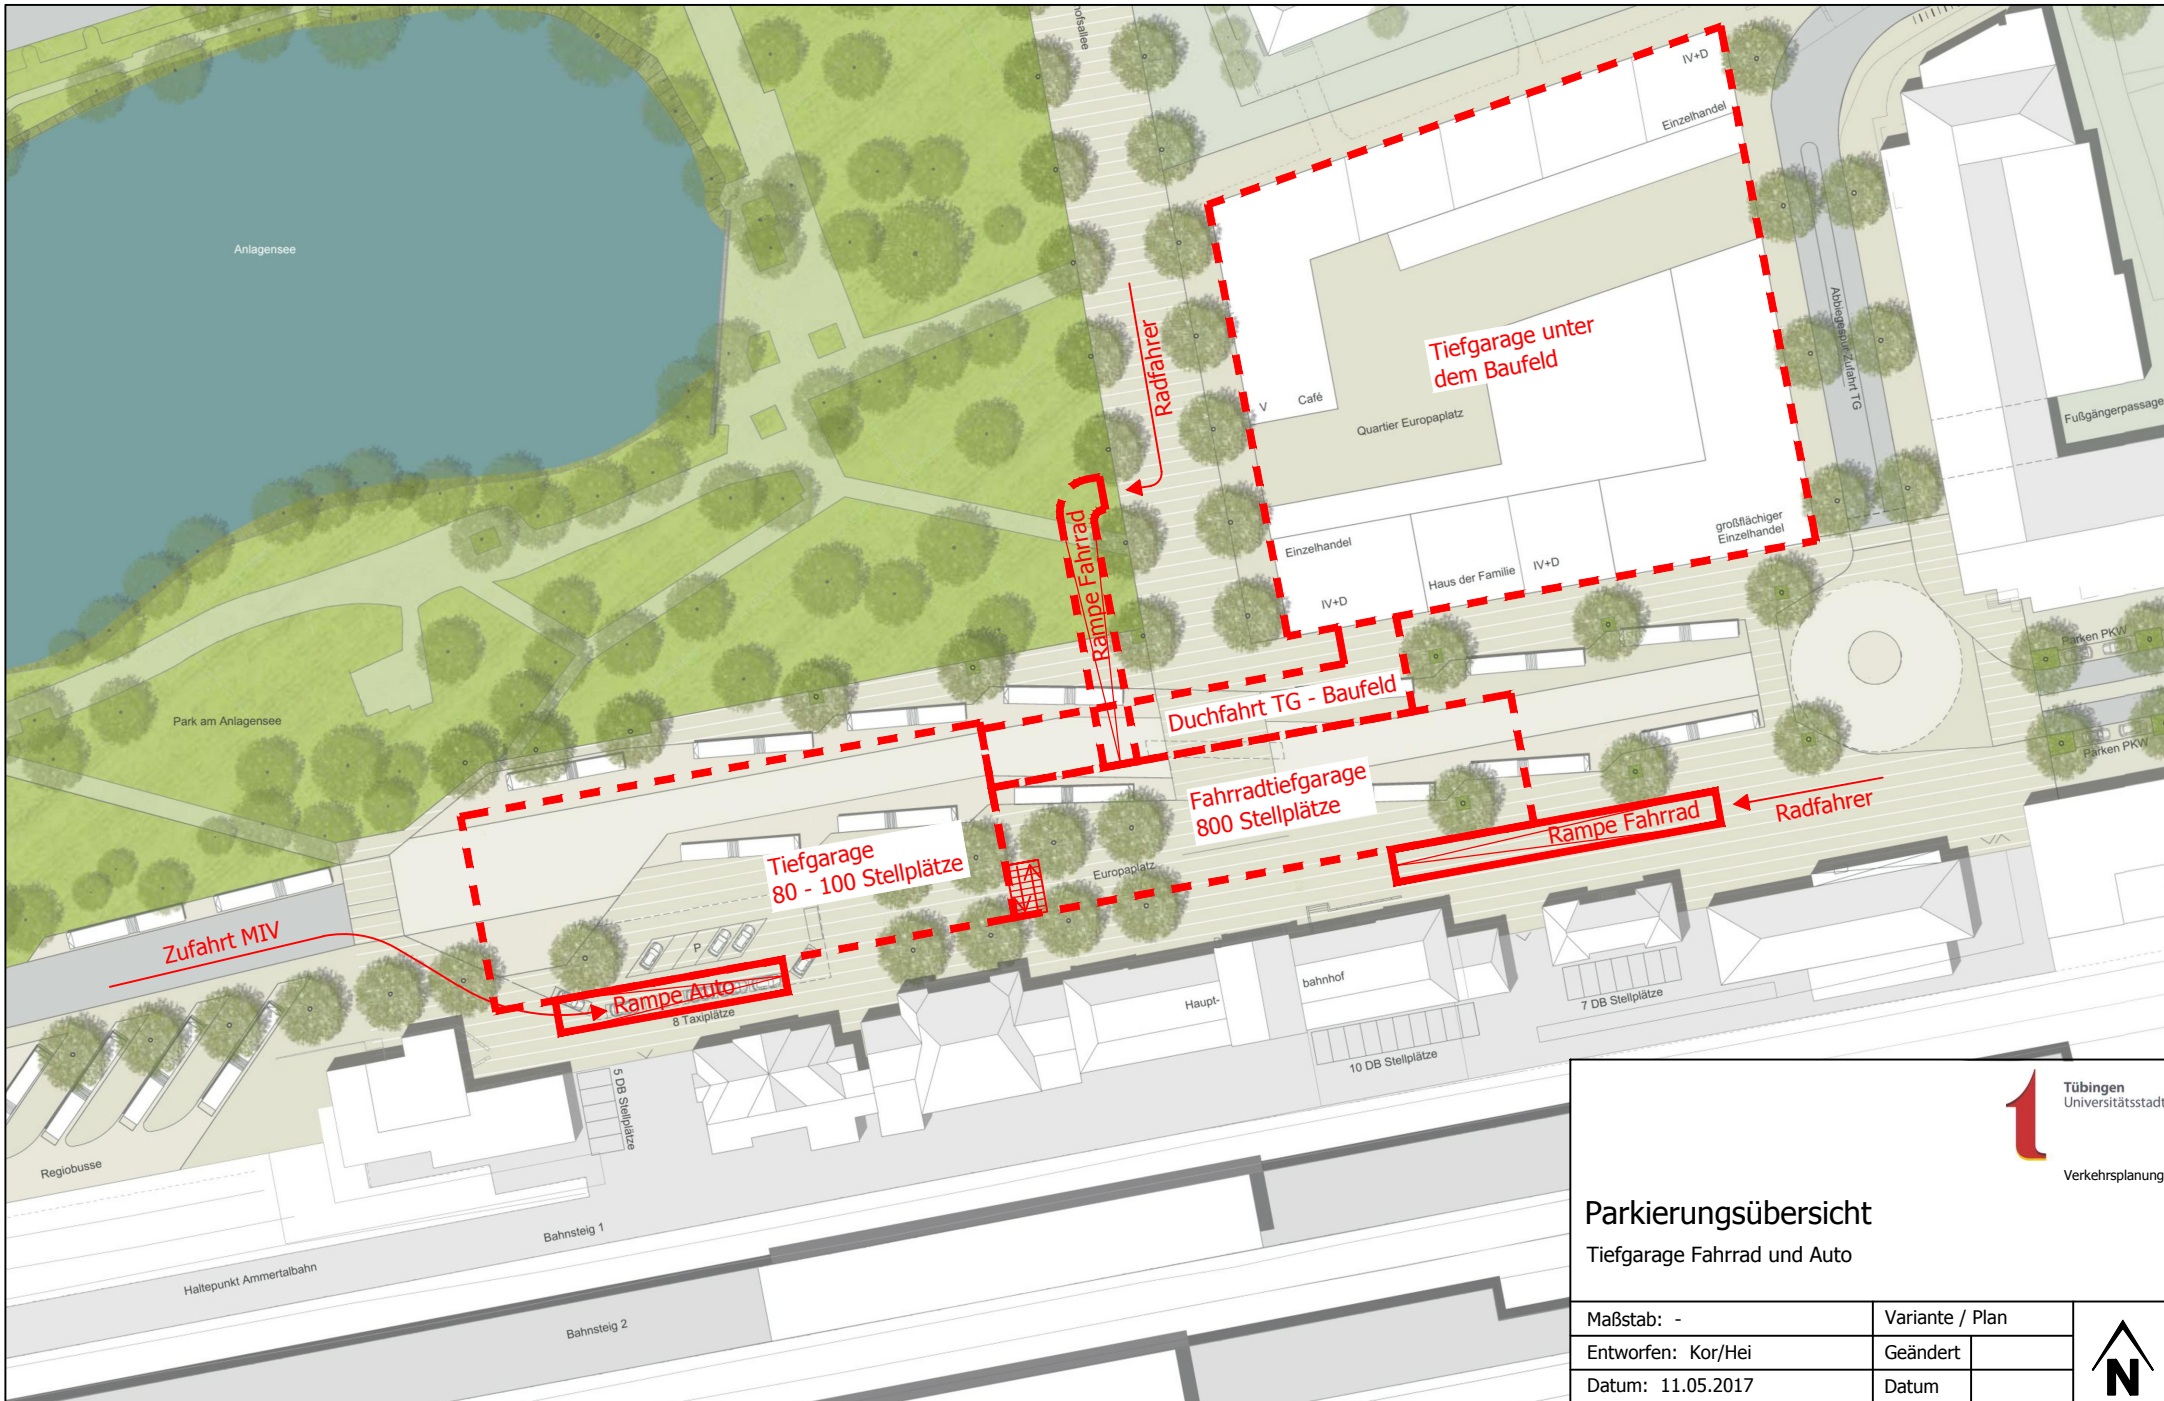 hofsallee
IV+D
Einzelhandel
Anlagensee
Radfahrer
Tiefgarage unter
dem Baufeld
Abbiegespur Zufahrt TG
V
Café
Quartier Europaplatz
Fußgängerpassage
Rampe Fahrrad
großflächiger
Einzelhandel
Einzelhandel
Haus der Familie
IV+D
IV+D
Parken PKW
Park am Anlagensee
Duchfahrt TG - Baufeld
Parken PKW
Fahrradtiefgarage
800 Stellplätze
Radfahrer
Rampe Fahrrad
Tiefgarage
80 - 100 Stellplätze
Europaplatz
Zufahrt MIV
P
Rampe Auto
8 Taxiplätze
Haupt-
bahnhof
7 DB Stellplätze
10 DB Stellplätze
5 DB Stellplätze
Regiobusse
Bahnsteig 1
Haltepunkt Ammertalbahn
Bahnsteig 2
Tübingen
Universitätsstadt
Verkehrsplanung
Parkierungsübersicht
Tiefgarage Fahrrad und Auto
Maßstab: -
Variante / Plan
Entworfen: Kor/Hei
Geändert
Datum: 11.05.2017
Datum
N